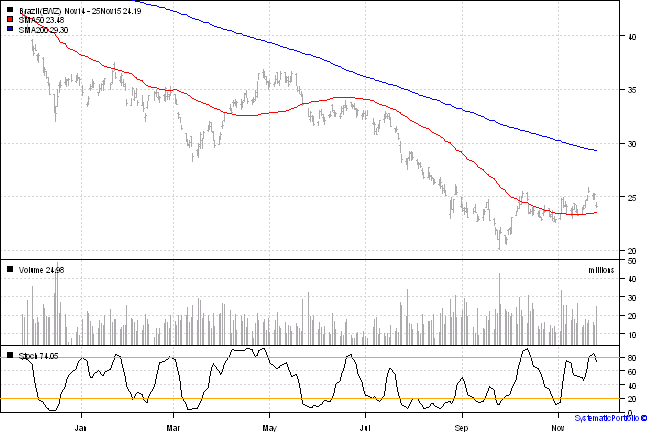 Brazil(EWZ) Nov14 - 25Nov15 24.19
SMA50 23.48
SMA200 29.36
40
35
30
25
20
Volume 24.98
millions
50
40
30
20
10
Stoch 74.05
80
60
40
20
0
Jan Mar May Jul Sep Nov
SystematicPortfolio ©